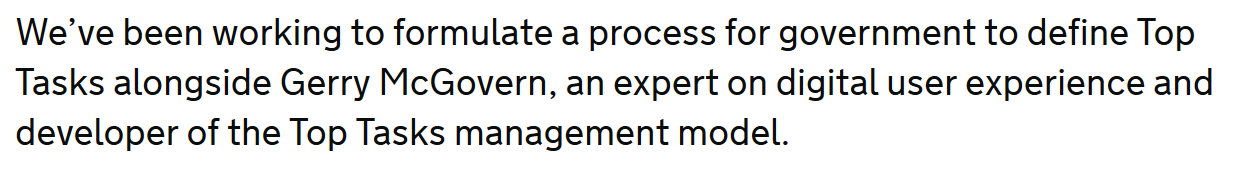 We’ve been working to formulate a process for government to define Top
Tasks alongside Gerry McGovern, an expert on digital user experience and
developer of the Top Tasks management model.